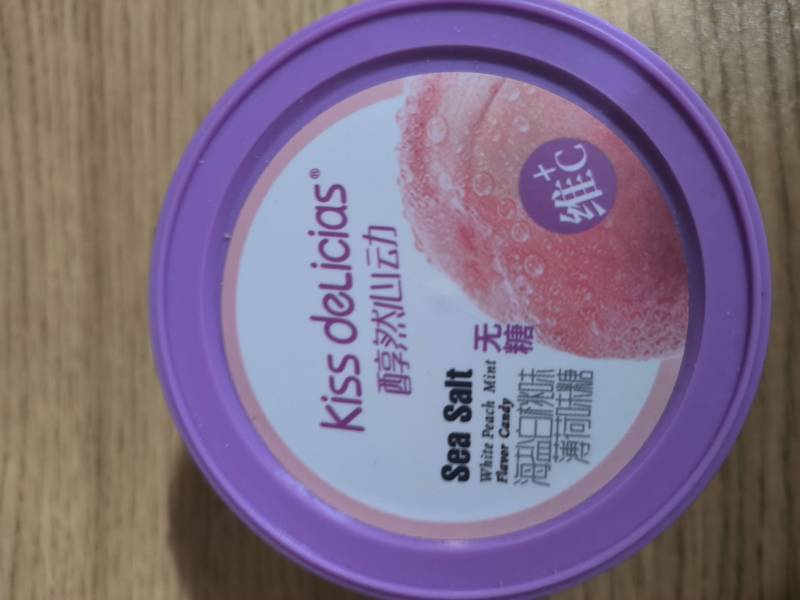 Kiss deLicias®
醇然心动
维C+
Sea Salt
无糖
White Peach Mint
Flavor Candy
海盐白桃味
薄荷味糖